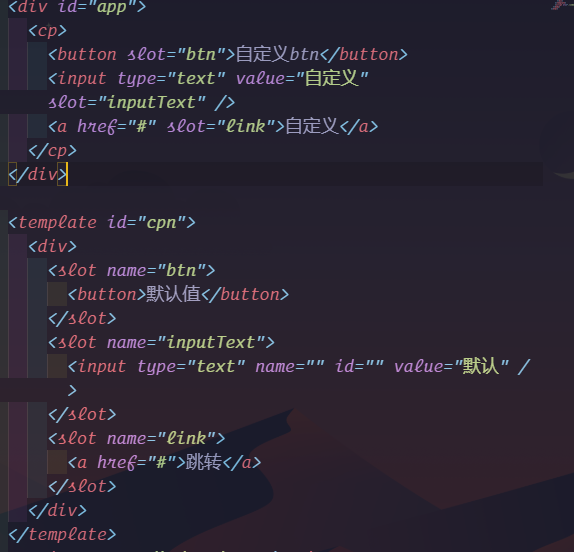 <div id="app">
<cp>
<button slot="btn">自定义btn</button>
<input type="text" value="自定义"
slot="inputText" />
<a href="#" slot="link">自定义</a>
</cp>
</div>
<template id="cpn">
<div>
<slot name="btn">
<button>默认值</button>
</slot>
<slot name="inputText">
<input type="text" name="" id="" value="默认" /
>
</slot>
<slot name="link">
<a href="#">跳转</a>
</slot>
</div>
</template>